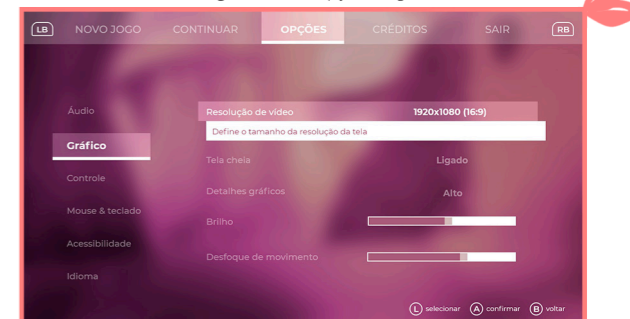 LB NOVO JOGO CONTINUAR OPÇÕES CRÉDITOS SAIR RB
Áudio
Gráfico
Controle
Mouse & teclado
Acessibilidade
Idioma
Resolução de vídeo 1920x1080 (16:9)
Define o tamanho da resolução da tela
Tela cheia Ligado
Detalhes gráficos Alto
Brilho
Desfoque de movimento
L selecionar A confirmar B voltar